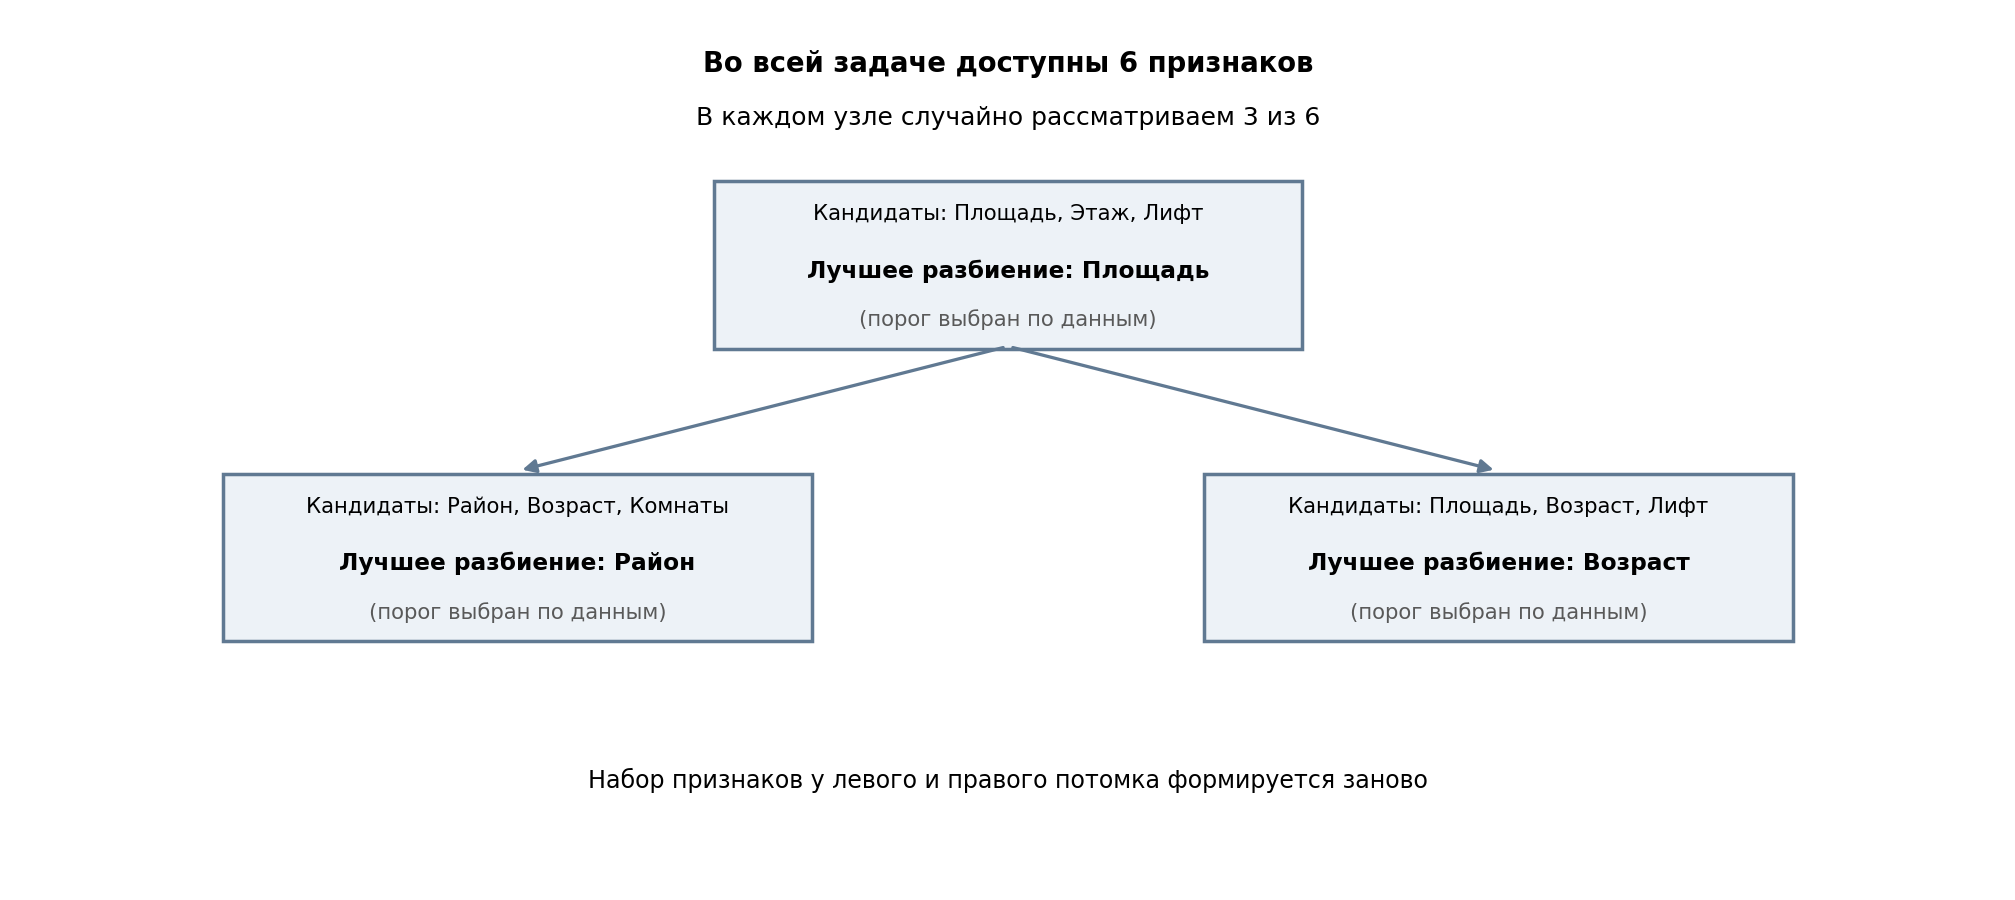 Во всей задаче доступны 6 признаков
В каждом узле случайно рассматриваем 3 из 6
Кандидаты: Площадь, Этаж, Лифт
Лучшее разбиение: Площадь
(порог выбран по данным)
Кандидаты: Район, Возраст, Комнаты
Лучшее разбиение: Район
(порог выбран по данным)
Кандидаты: Площадь, Возраст, Лифт
Лучшее разбиение: Возраст
(порог выбран по данным)
Набор признаков у левого и правого потомка формируется заново